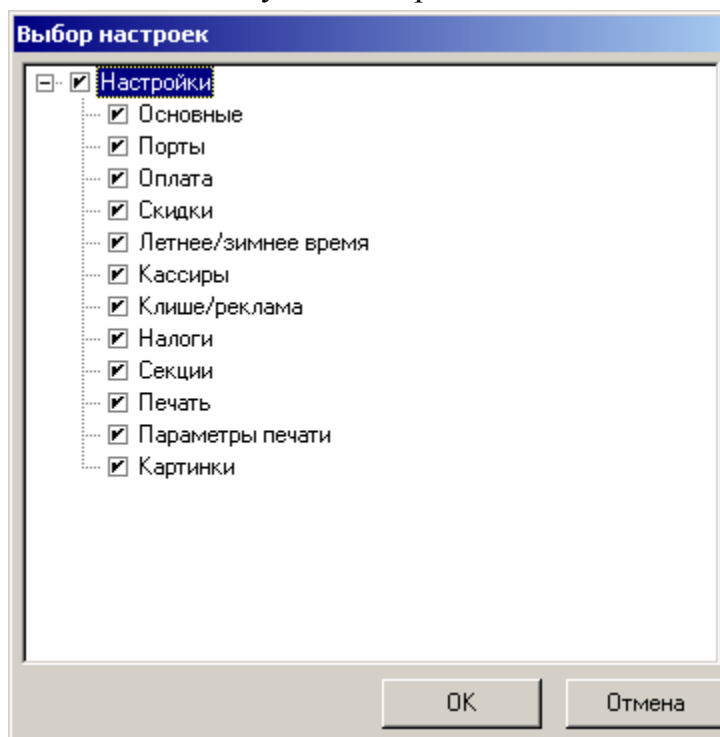 Выбор настроек
Настройки
Основные
Порты
Оплата
Скидки
Летнее/зимнее время
Кассиры
Клише/реклама
Налоги
Секции
Печать
Параметры печати
Картинки
OK Отмена